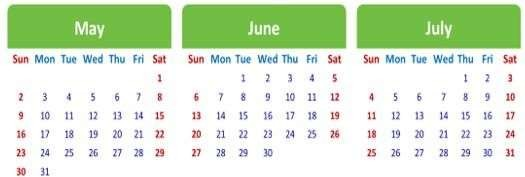 May
Sun Mon Tue Wed Thu Fri Sat
1
2 3 4 5 6 7 8
9 10 11 12 13 14 15
16 17 18 19 20 21 22
23 24 25 26 27 28 29
30 31
June
Sun Mon Tue Wed Thu Fri Sat
1 2 3 4 5
6 7 8 9 10 11 12
13 14 15 16 17 18 19
20 21 22 23 24 25 26
27 28 29 30
July
Sun Mon Tue Wed Thu Fri Sat
1 2 3
4 5 6 7 8 9 10
11 12 13 14 15 16 17
18 19 20 21 22 23 24
25 26 27 28 29 30 31